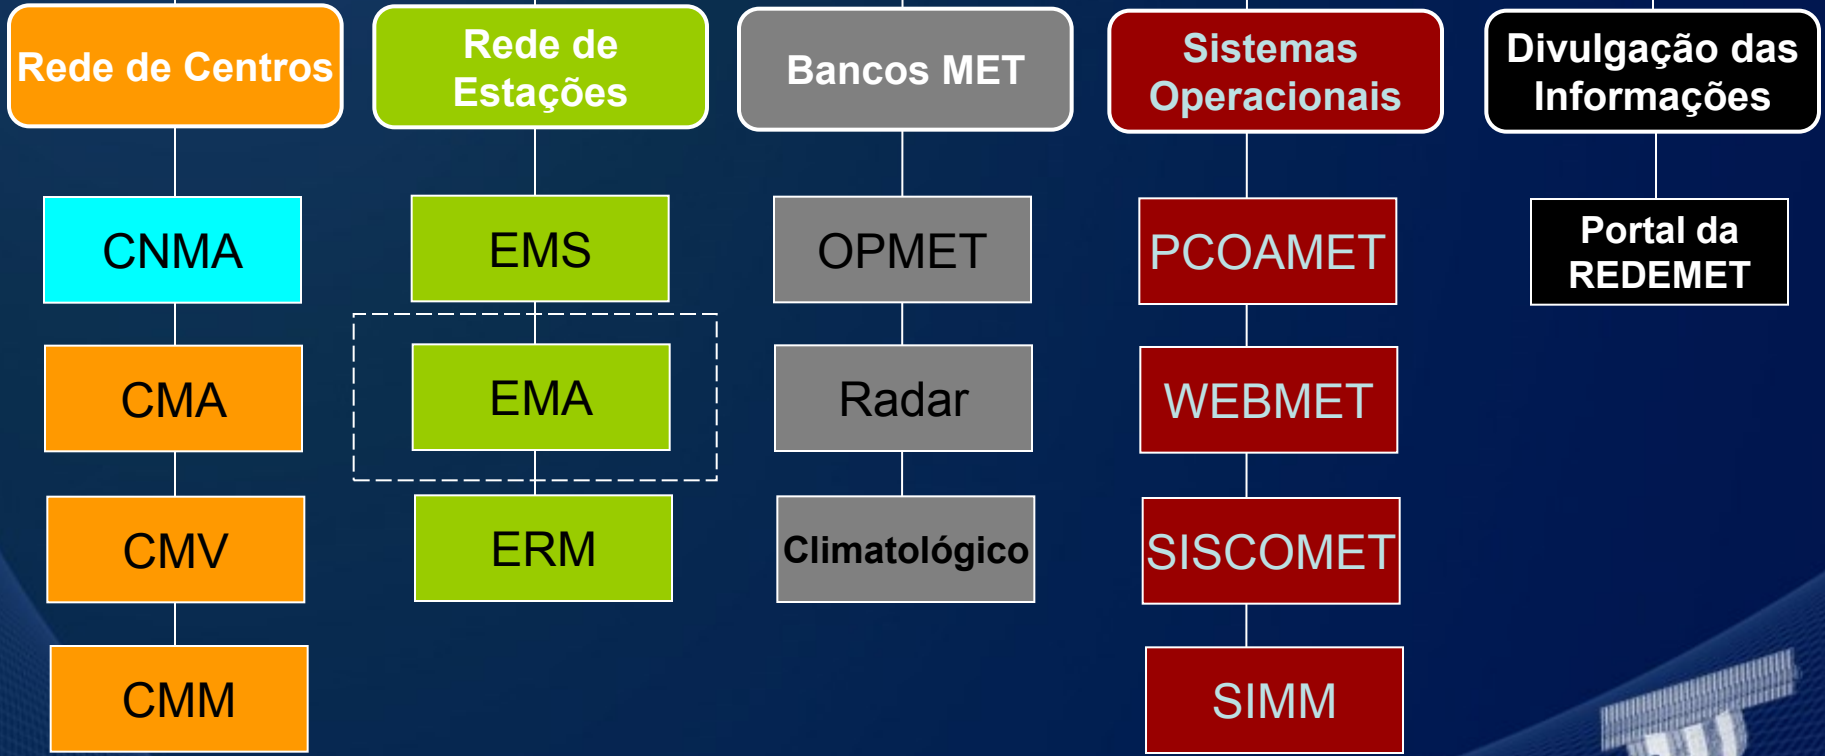 Rede de Centros
CNMA
CMA
CMV
CMM
Rede de
Estações
EMS
EMA
ERM
Bancos MET
OPMET
Radar
Climatológico
Sistemas
Operacionais
PCOAMET
WEBMET
SISCOMET
SIMM
Divulgação das
Informações
Portal da
REDEMET